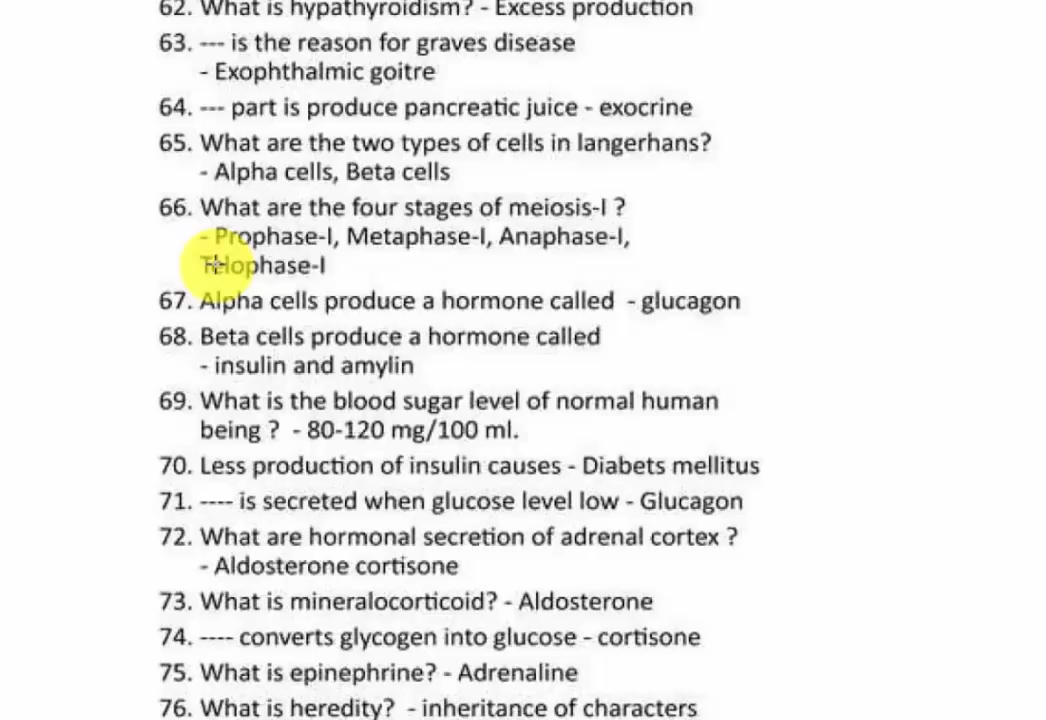 62. What is hypathyroidism? - Excess production
63. --- is the reason for graves disease
- Exophthalmic goitre
64. --- part is produce pancreatic juice - exocrine
65. What are the two types of cells in langerhans?
- Alpha cells, Beta cells
66. What are the four stages of meiosis-I ?
- Prophase-I, Metaphase-I, Anaphase-I,
Telophase-I
67. Alpha cells produce a hormone called - glucagon
68. Beta cells produce a hormone called
- insulin and amylin
69. What is the blood sugar level of normal human
being ? - 80-120 mg/100 ml.
70. Less production of insulin causes - Diabets mellitus
71. ---- is secreted when glucose level low - Glucagon
72. What are hormonal secretion of adrenal cortex ?
- Aldosterone cortisone
73. What is mineralocorticoid? - Aldosterone
74. ---- converts glycogen into glucose - cortisone
75. What is epinephrine? - Adrenaline
76. What is heredity? - inheritance of characters